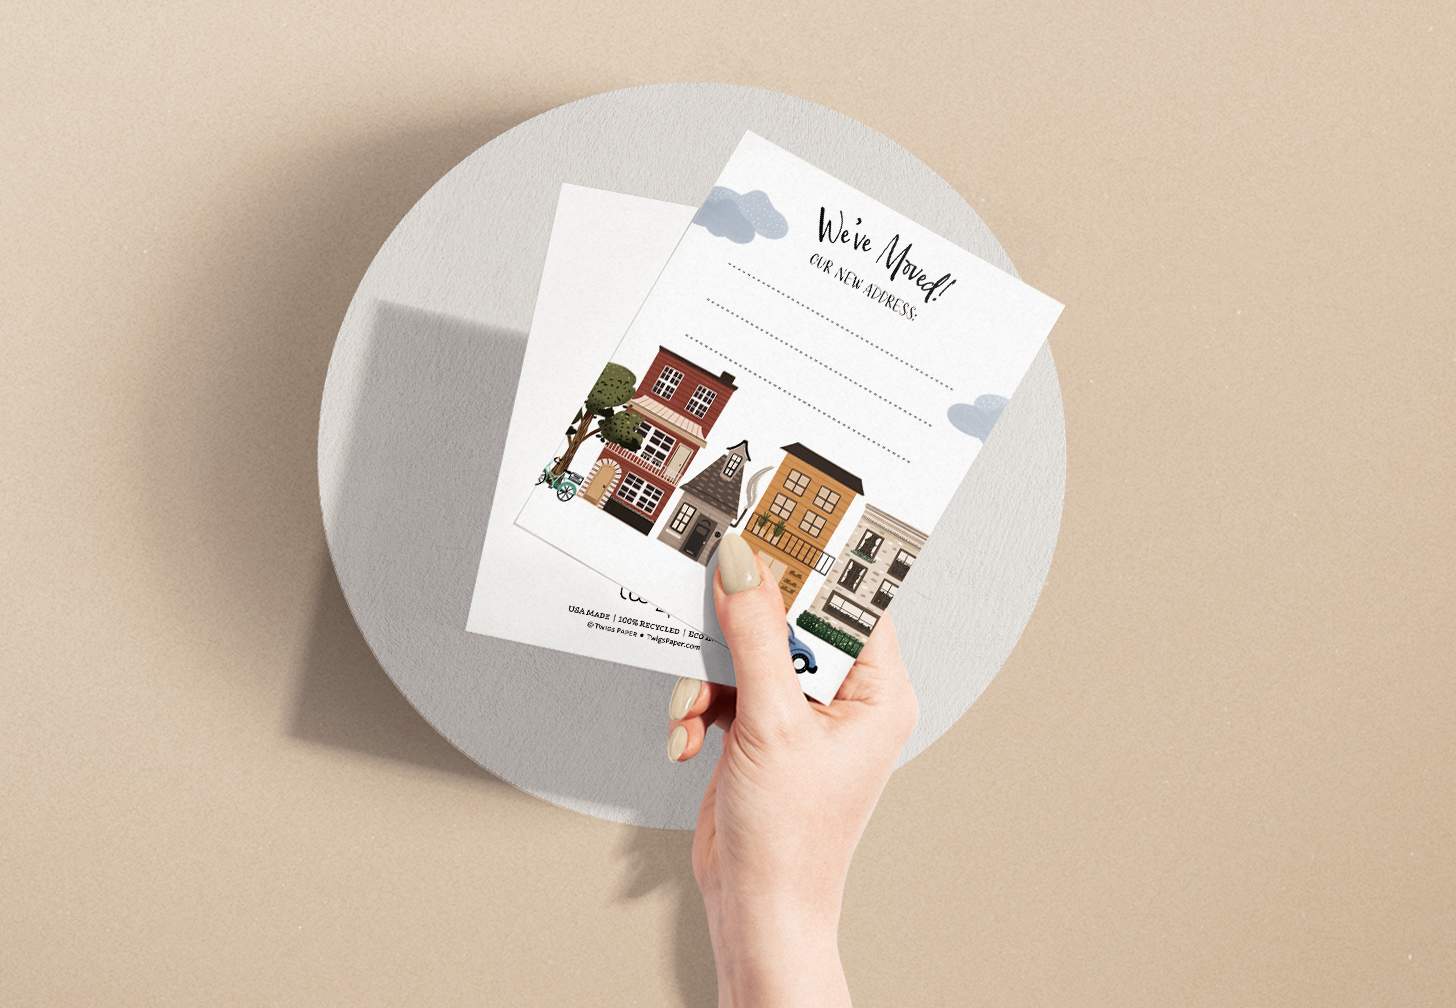 We've Moved!
OUR NEW ADDRESS:
USA MADE | 100% RECYCLED | ECO
© TWIGS PAPER • TwigsPaper.com